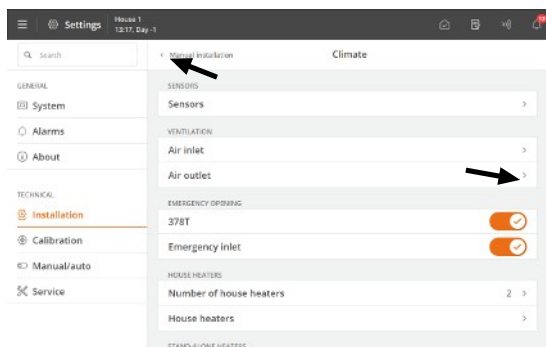 Settings
House 1
13:17, Day -1
Search
Manual installation
Climate
GENERAL
System
Alarms
About
TECHNICAL
Installation
Calibration
Manual/auto
Service
SENSORS
Sensors
VENTILATION
Air inlet
Air outlet
EMERGENCY OPENING
378T
Emergency inlet
HOUSE HEATERS
Number of house heaters 2
House heaters
STAND-ALONE HEATERS